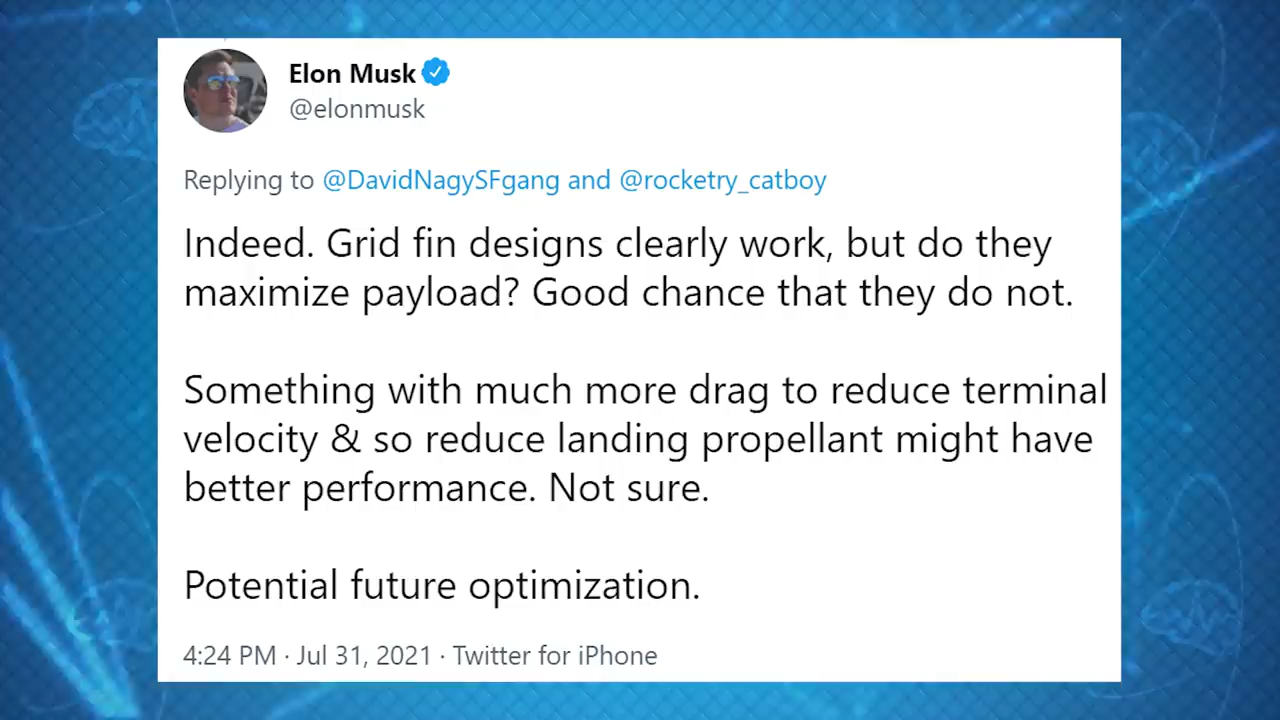 Elon Musk
@elonmusk
Replying to @DavidNagySFgang and @rocketry_catboy
Indeed. Grid fin designs clearly work, but do they
maximize payload? Good chance that they do not.
Something with much more drag to reduce terminal
velocity & so reduce landing propellant might have
better performance. Not sure.
Potential future optimization.
4:24 PM · Jul 31, 2021 · Twitter for iPhone